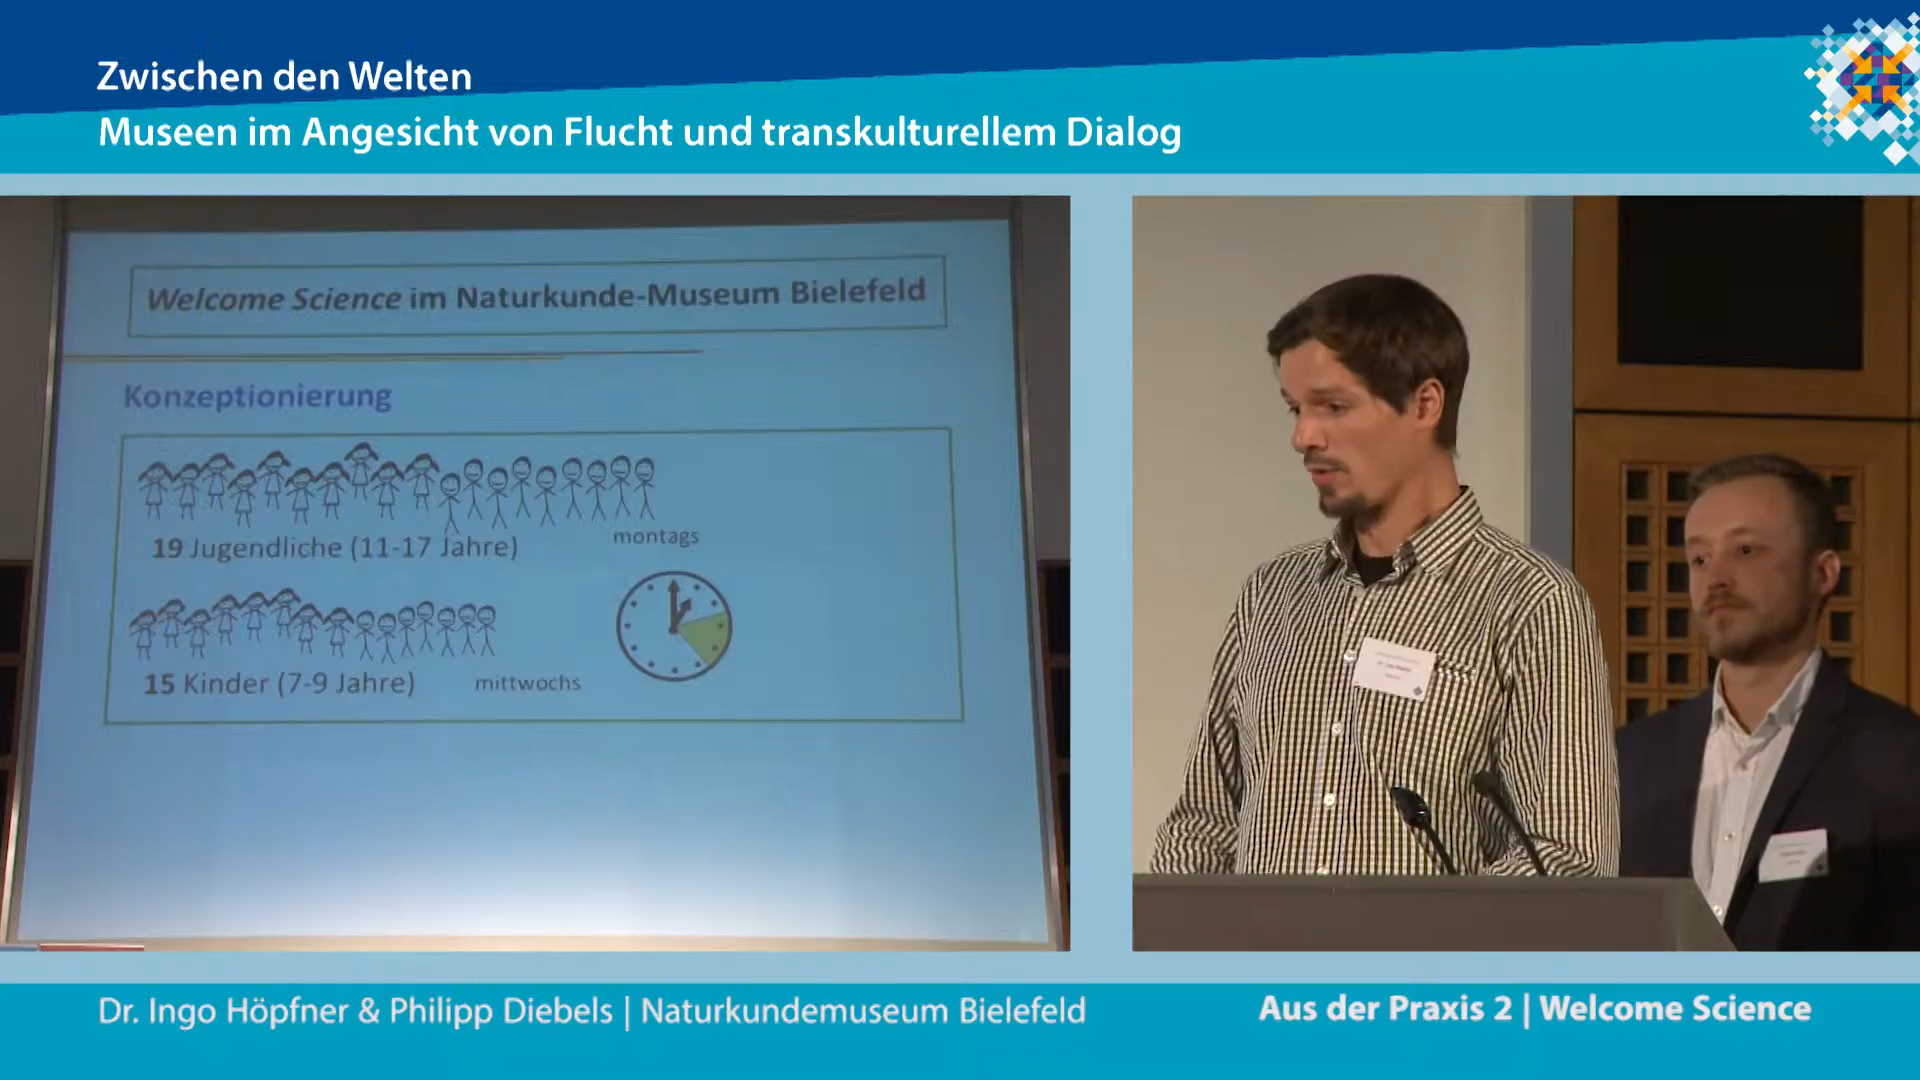 Zwischen den Welten
Museen im Angesicht von Flucht und transkulturellem Dialog
Welcome Science im Naturkunde-Museum Bielefeld
Konzeptionierung
19 Jugendliche (11-17 Jahre)
montags
15 Kinder (7-9 Jahre)
mittwochs
Dr. Ingo Höpfner & Philipp Diebels | Naturkundemuseum Bielefeld
Aus der Praxis 2 | Welcome Science